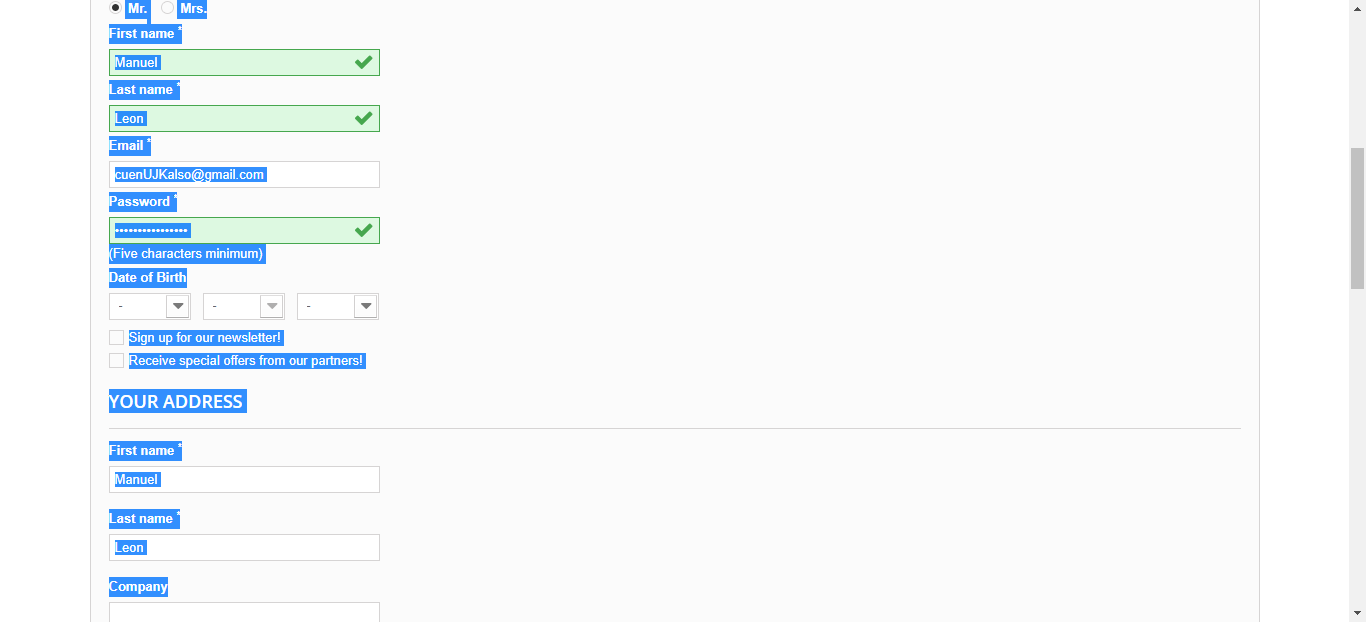 Mr. Mrs.
First name *
Manuel
Last name *
Leon
Email *
cuenUJKalso@gmail.com
Password *
••••••••••••••••
(Five characters minimum)
Date of Birth
- - -
Sign up for our newsletter!
Receive special offers from our partners!
YOUR ADDRESS
First name *
Manuel
Last name *
Leon
Company